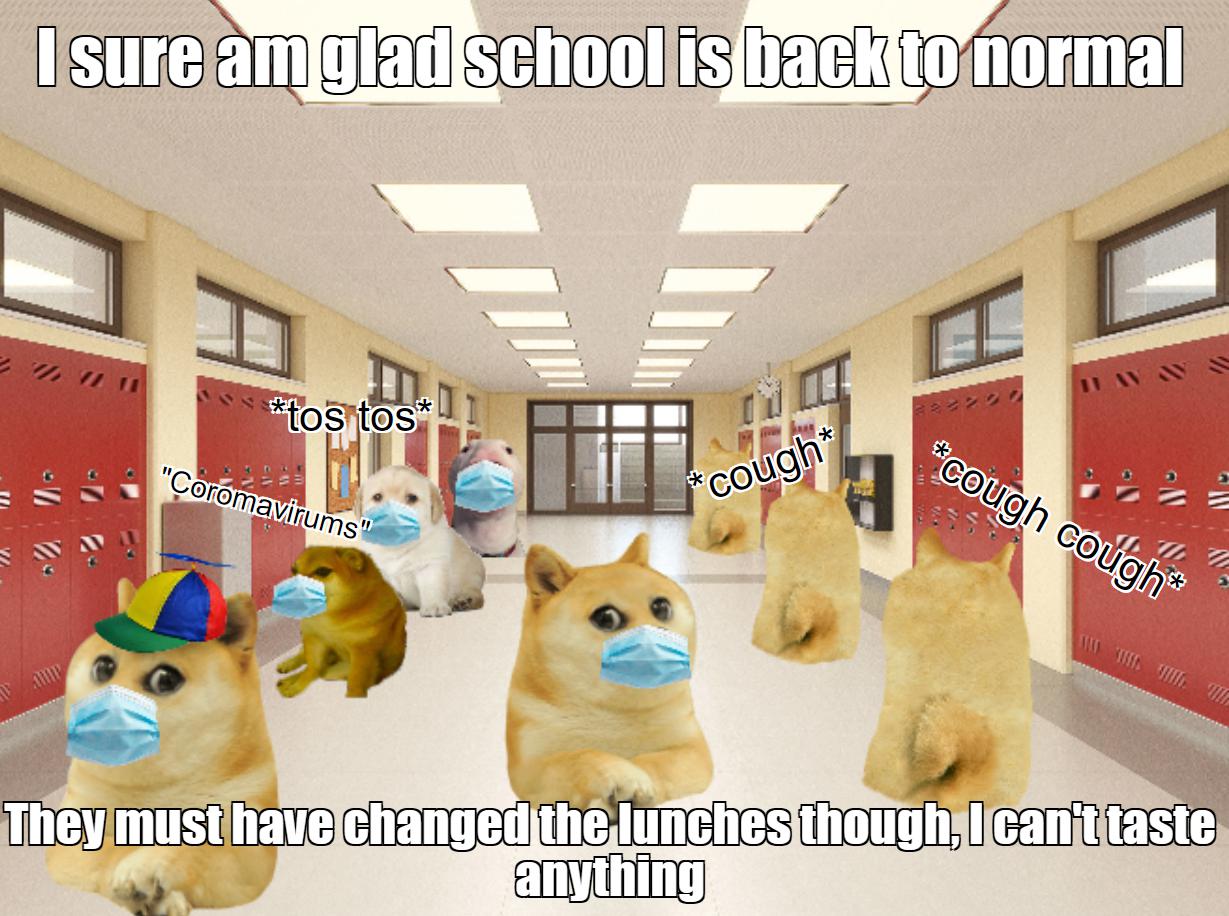 I sure am glad school is back to normal
*tos tos*
"Coromavirums"
*cough*
*cough cough*
They must have changed the lunches though, I can't taste
anything